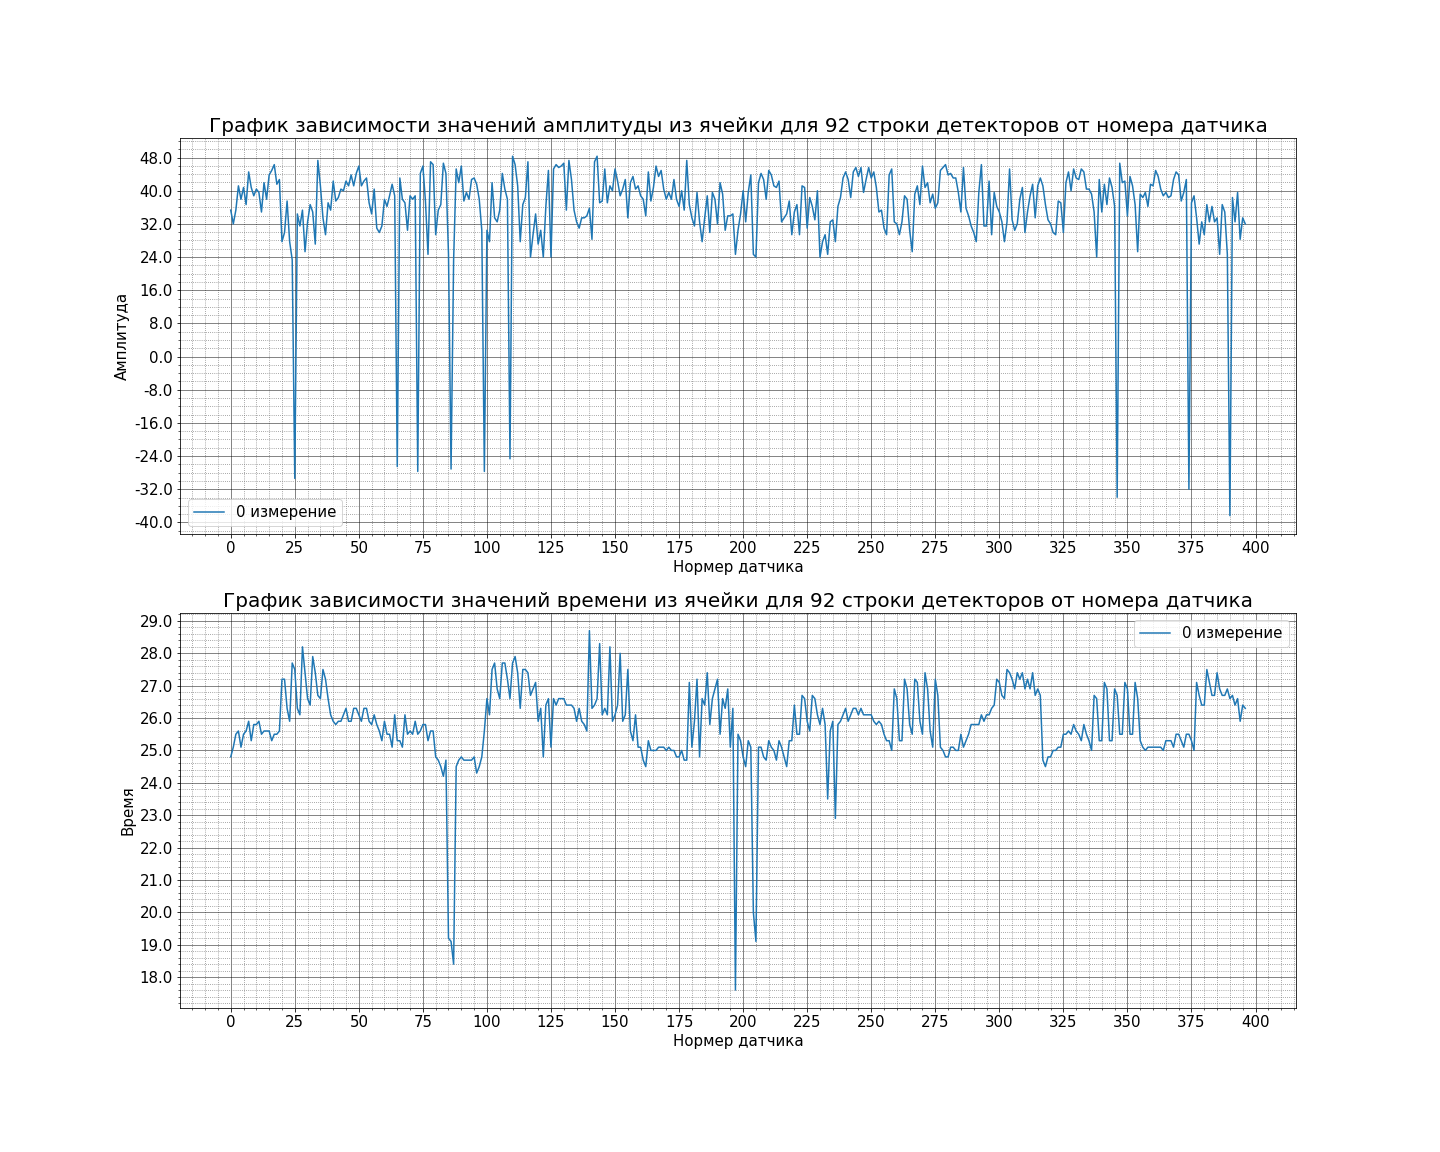 График зависимости значений амплитуды из ячейки для 92 строки детекторов от номера датчика
48.0
40.0
32.0
24.0
16.0
8.0
0.0
-8.0
-16.0
-24.0
-32.0
-40.0
Амплитуда
0 измерение
0 25 50 75 100 125 150 175 200 225 250 275 300 325 350 375 400
Нормер датчика
График зависимости значений времени из ячейки для 92 строки детекторов от номера датчика
29.0
28.0
27.0
26.0
25.0
24.0
23.0
22.0
21.0
20.0
19.0
18.0
Время
0 измерение
0 25 50 75 100 125 150 175 200 225 250 275 300 325 350 375 400
Нормер датчика